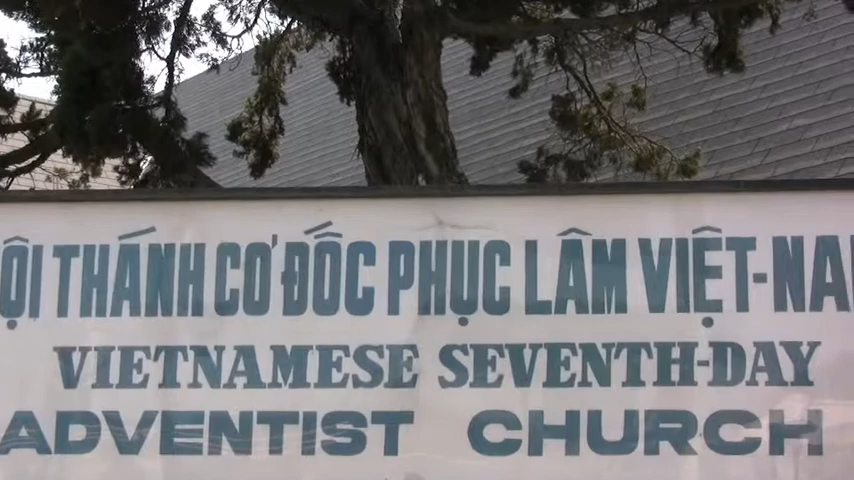 ỘI THÁNH CƠ ĐỐC PHỤC LÂM VIỆT-NA
VIETNAMESE SEVENTH-DAY
ADVENTIST CHURCH